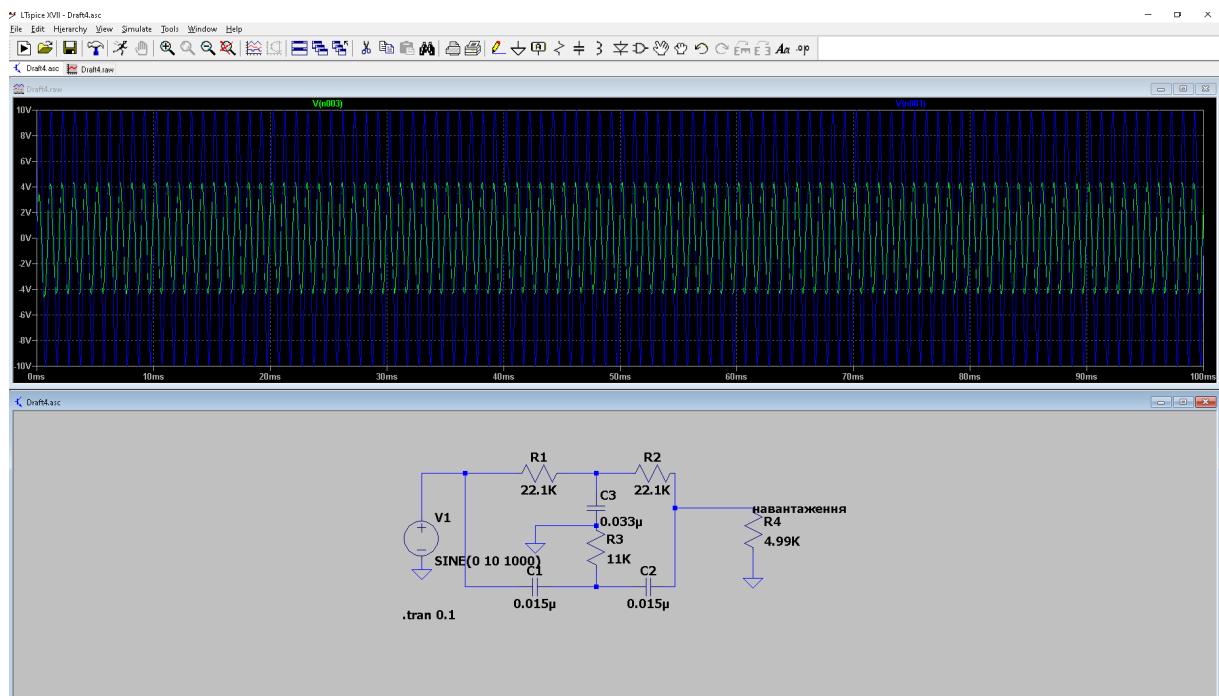 LTspice XVII - Draft4.asc
File Edit Hierarchy View Simulate Tools Window Help
Draft4.asc Draft4.raw
Draft4.raw
V(n003) V(n001)
10V
8V
6V
4V
2V
0V
-2V
-4V
-6V
-8V
-10V
0ms 10ms 20ms 30ms 40ms 50ms 60ms 70ms 80ms 90ms 100ms
Draft4.asc
R1 R2
22.1K 22.1K
C3
навантаження
V1 0.033µ R4
R3 4.99K
SINE(0 10 1000) 11K
C1 C2
0.015µ 0.015µ
.tran 0.1